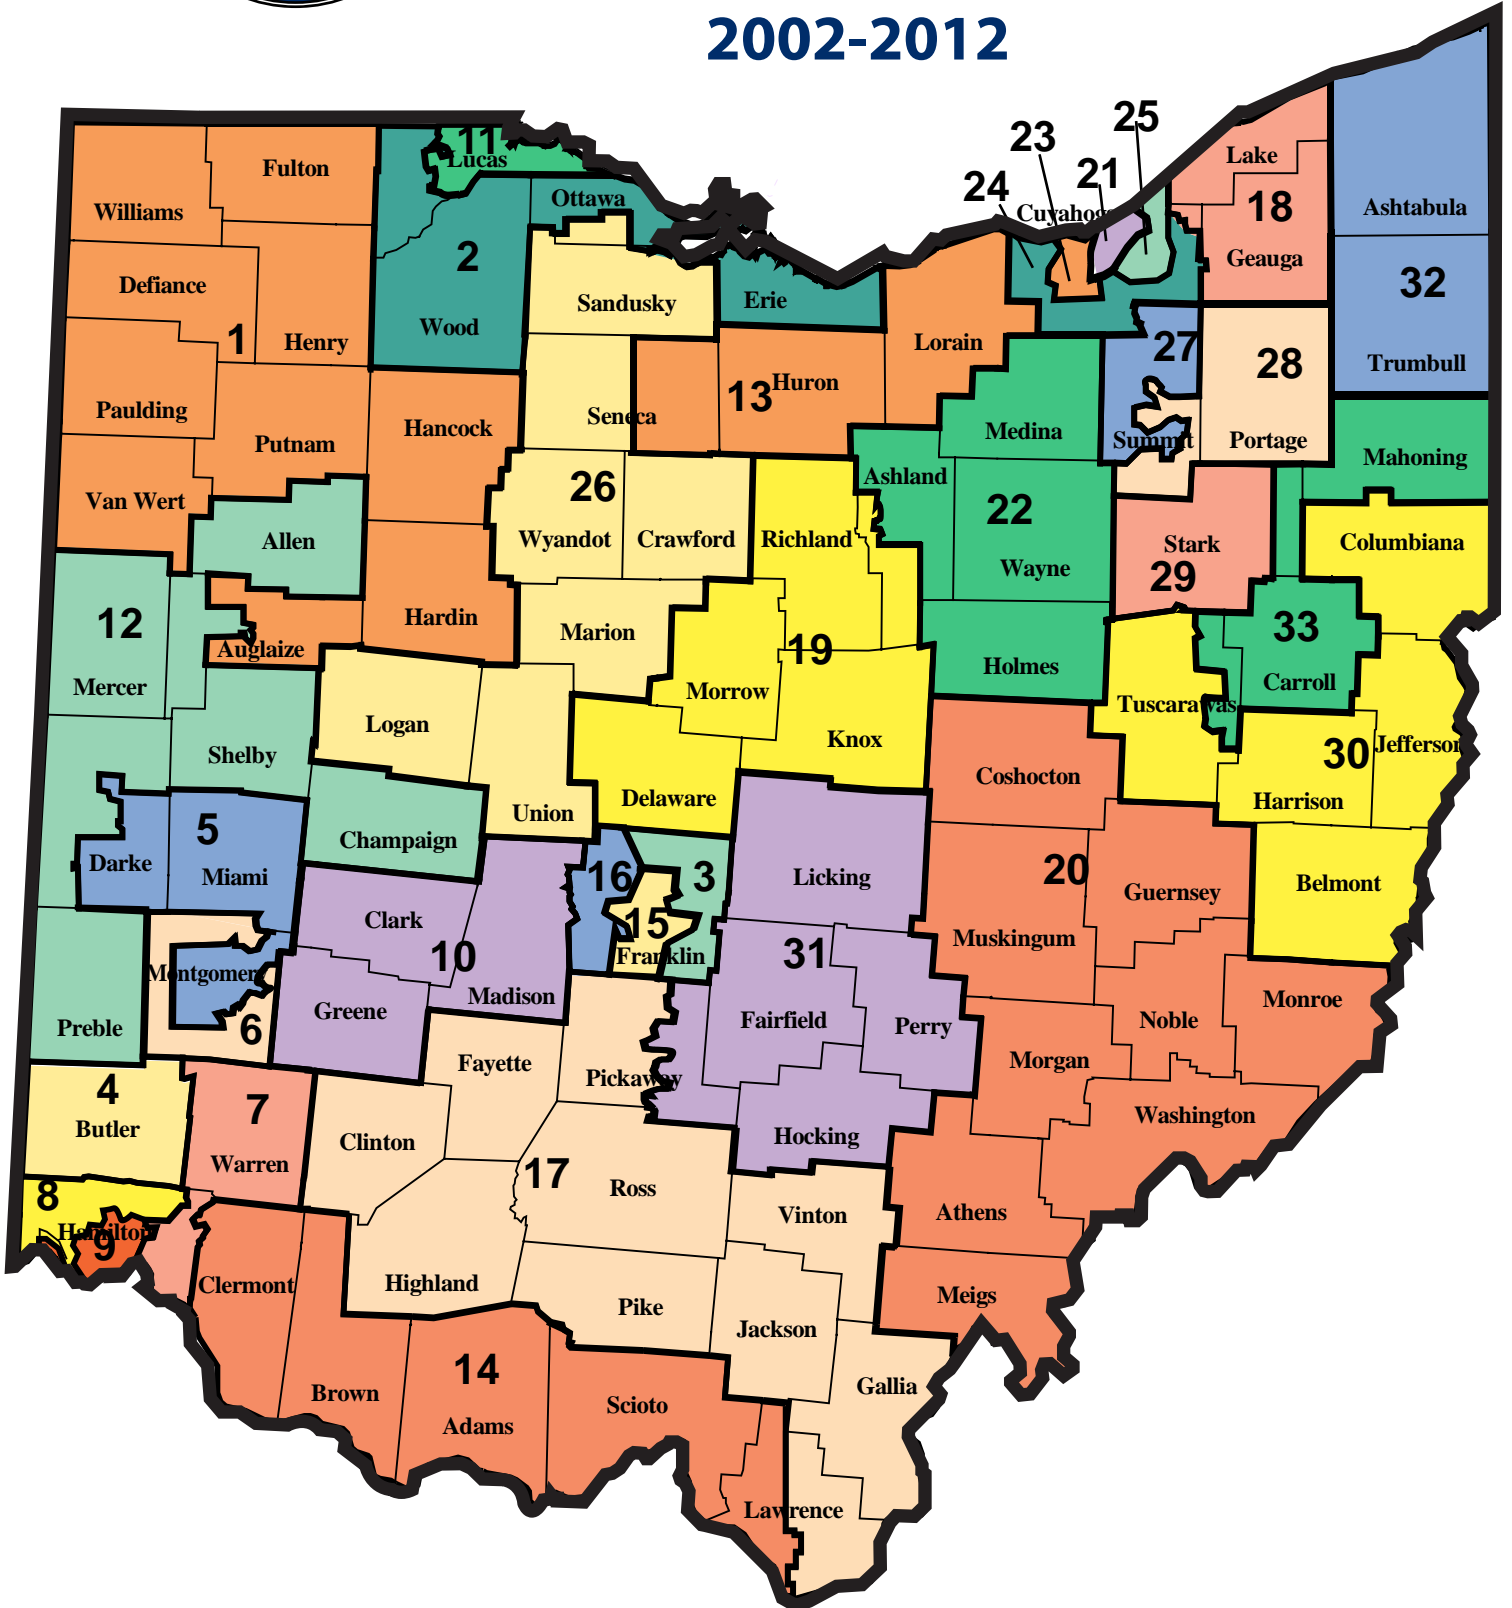 2002-2012
25
23
11
21
Lucas
Lake
Fulton
24
Ottawa
Cuyahoga
18
Ashtabula
Williams
2
Geauga
Defiance
Sandusky
Erie
32
Wood
1
Henry
Lorain
27
28
Trumbull
13
Huron
Paulding
Seneca
Hancock
Medina
Summit
Portage
Putnam
Mahoning
Ashland
Van Wert
26
22
Allen
Wyandot
Crawford
Richland
Stark
Columbiana
Wayne
29
12
Hardin
Marion
33
Auglaize
19
Holmes
Mercer
Morrow
Carroll
Tuscarawas
Logan
Knox
Jefferson
30
Shelby
Coshocton
Delaware
Harrison
Union
5
Champaign
Darke
Miami
16
3
Licking
20
Guernsey
Belmont
Clark
15
Muskingum
10
Franklin
31
Montgomery
Madison
Monroe
Greene
Fairfield
Perry
Noble
Preble
6
Fayette
Morgan
Pickaway
4
7
Butler
Clinton
Hocking
Washington
Warren
17
Ross
8
Vinton
Athens
Hamilton
9
Clermont
Highland
Meigs
Pike
Jackson
14
Brown
Gallia
Scioto
Adams
Lawrence